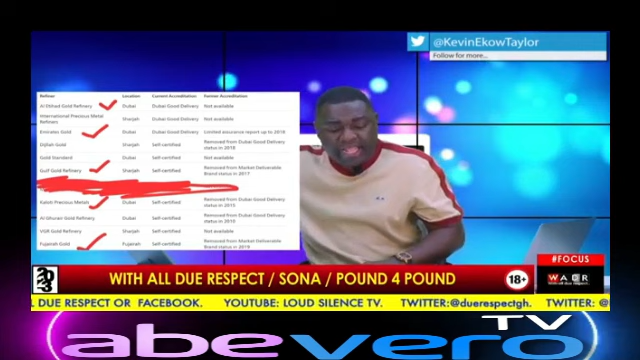 @KevinEkowTaylor
Follow for more...
Refiner Location Current Accreditation Former Accreditation
Al Etihad Gold Refinery Dubai Dubai Good Delivery Not available
International Precious Metal Refiners Sharjah Dubai Good Delivery Not available
Emirates Gold Dubai Dubai Good Delivery Limited assurance report up to 2018
Dijllah Gold Sharjah Self-certified Removed from Dubai Good Delivery status in 2018
Gold Standard Dubai Self-certified Not available
Gulf Gold Refinery Sharjah Self-certified Removed from Market Deliverable Brand status in 2017
Kaloti Precious Metals Dubai Self-certified Removed from Dubai Good Delivery status in 2015
Al Ghurair Gold Refinery Dubai Self-certified Removed from Dubai Good Delivery status in
VGR Gold Refinery Sharjah Self-certified Not available
Fujairah Gold Fujairah Self-certified Removed from Market Deliverable Brand status in 2019
#FOCUS
WITH ALL DUE RESPECT / SONA / POUND 4 POUND
18+
L DUE RESPECT OR FACEBOOK. YOUTUBE: LOUD SILENCE TV. TWITTER:@duerespectgh. TWITTER: @
TV
abevero